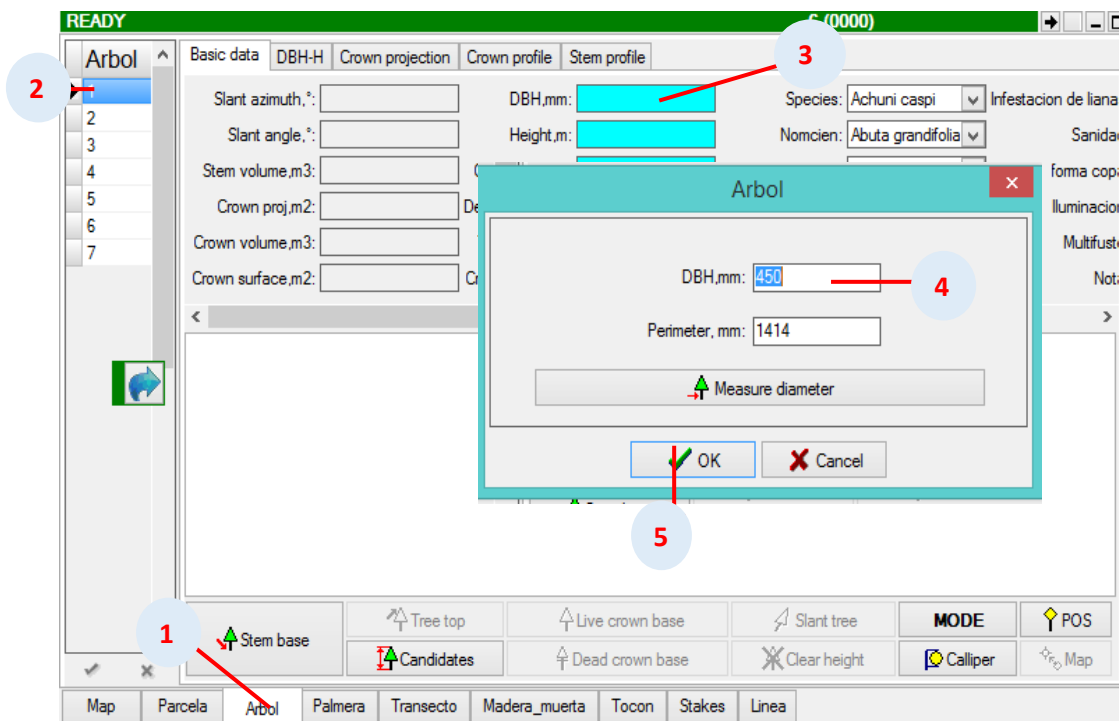 READY 6 (0000)
Arbol
1
2
3
4
5
6
7
Basic data DBH-H Crown projection Crown profile Stem profile
Slant azimuth,°: DBH,mm: Species: Achuni caspi Infestacion de liana
Slant angle,°: Height,m: Nomcien: Abuta grandifolia Sanidad
Stem volume,m3: forma copa
Crown proj,m2: De Iluminacion
Crown volume,m3: Multifuste
Crown surface,m2: Cr Nota
Arbol
DBH,mm: 450
Perimeter, mm: 1414
Measure diameter
OK Cancel
2
3
4
5
1
Stem base Tree top Live crown base Slant tree MODE POS
Candidates Dead crown base Clear height Calliper Map
Map Parcela Arbol Palmera Transecto Madera_muerta Tocon Stakes Linea